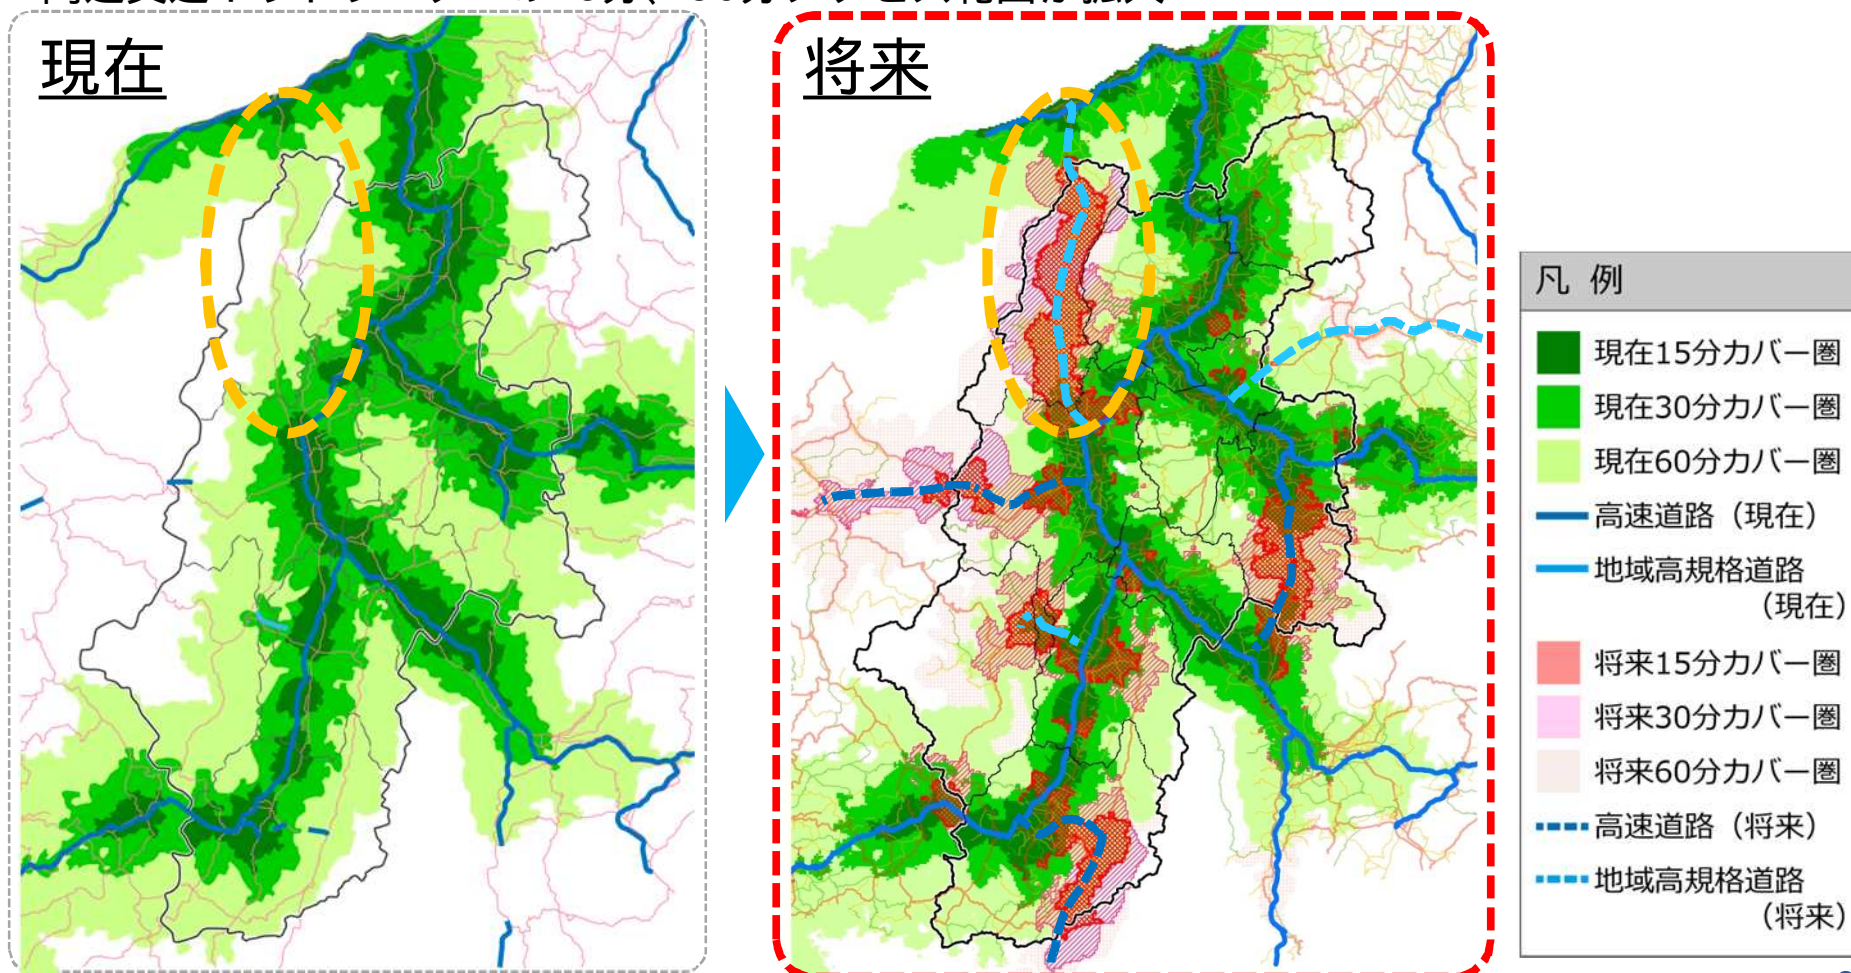 現在
将来
凡 例
現在15分カバー圏
現在30分カバー圏
現在60分カバー圏
高速道路（現在）
地域高規格道路
（現在）
将来15分カバー圏
将来30分カバー圏
将来60分カバー圏
高速道路（将来）
地域高規格道路
（将来）